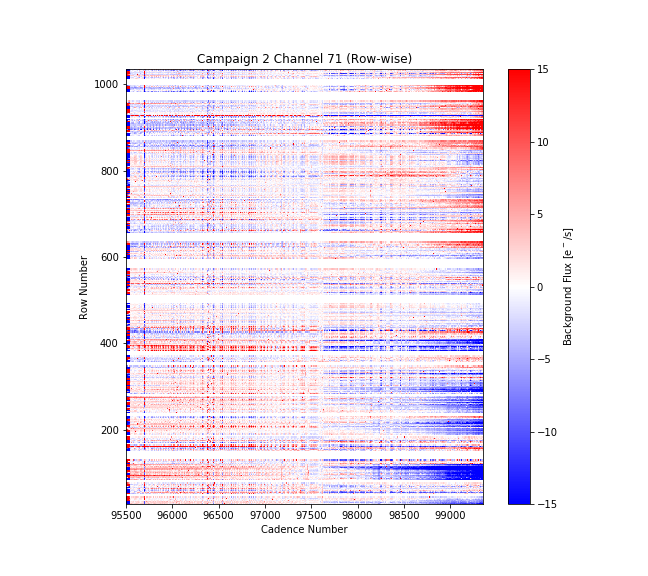 Campaign 2 Channel 71 (Row-wise)
1000
800
600
400
200
Row Number
95500 96000 96500 97000 97500 98000 98500 99000
Cadence Number
15
10
5
0
−5
−10
−15
Background Flux [e⁻/s]